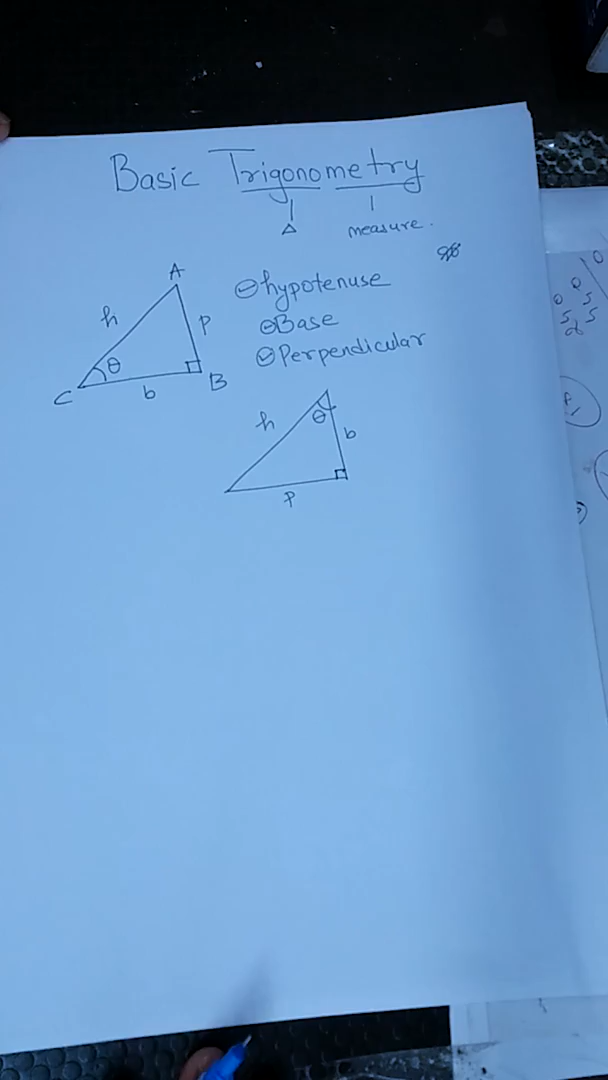 Basic Trigonometry
Δ measure.
A
h p
θ
C b B
⊖hypotenuse
⊖Base
⊖Perpendicular
θ
h b
p